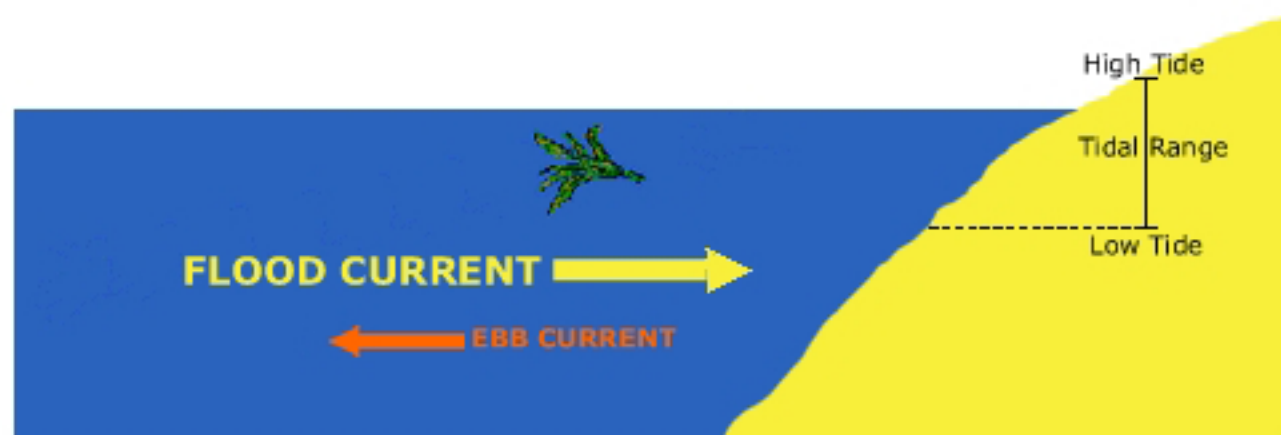 High Tide
Tidal Range
Low Tide
FLOOD CURRENT
EBB CURRENT